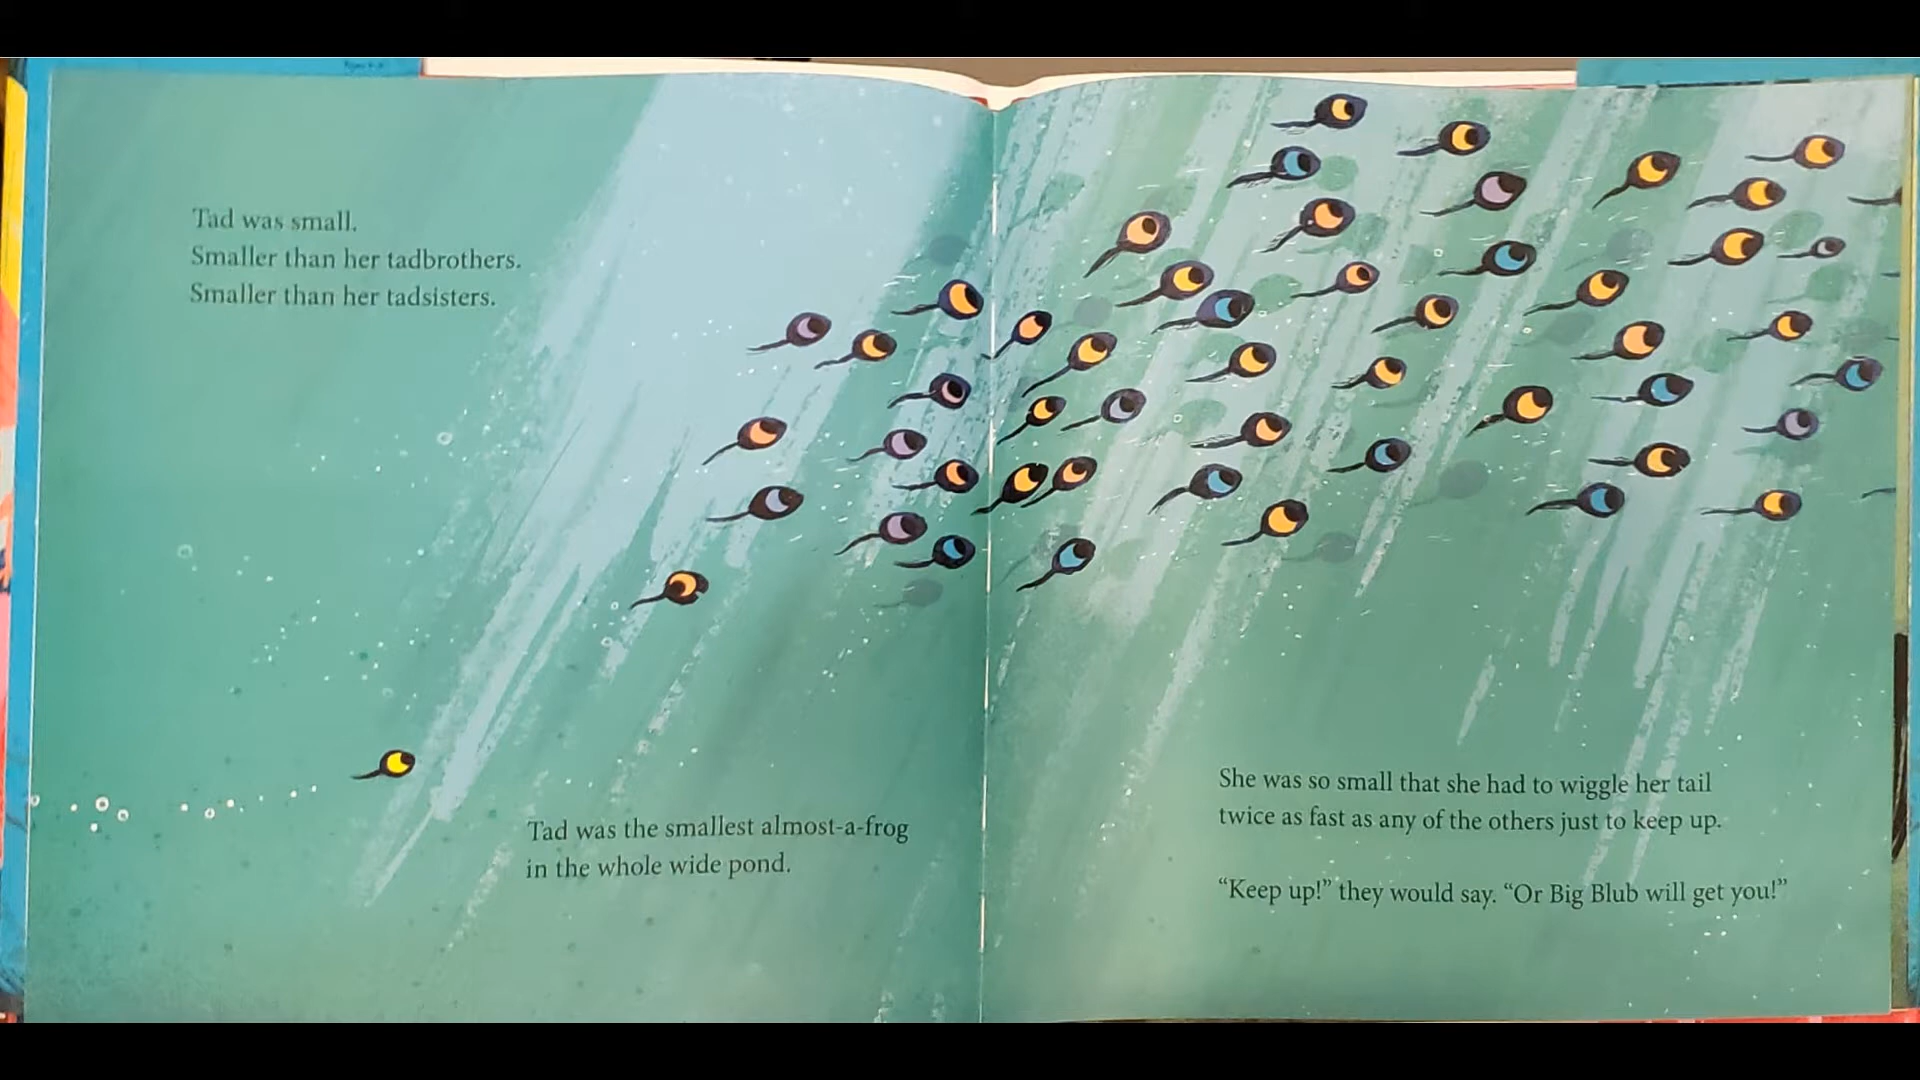 Tad was small.
Smaller than her tadbrothers.
Smaller than her tadsisters.
Tad was the smallest almost-a-frog
in the whole wide pond.
She was so small that she had to wiggle her tail
twice as fast as any of the others just to keep up.
“Keep up!” they would say. “Or Big Blub will get you!”